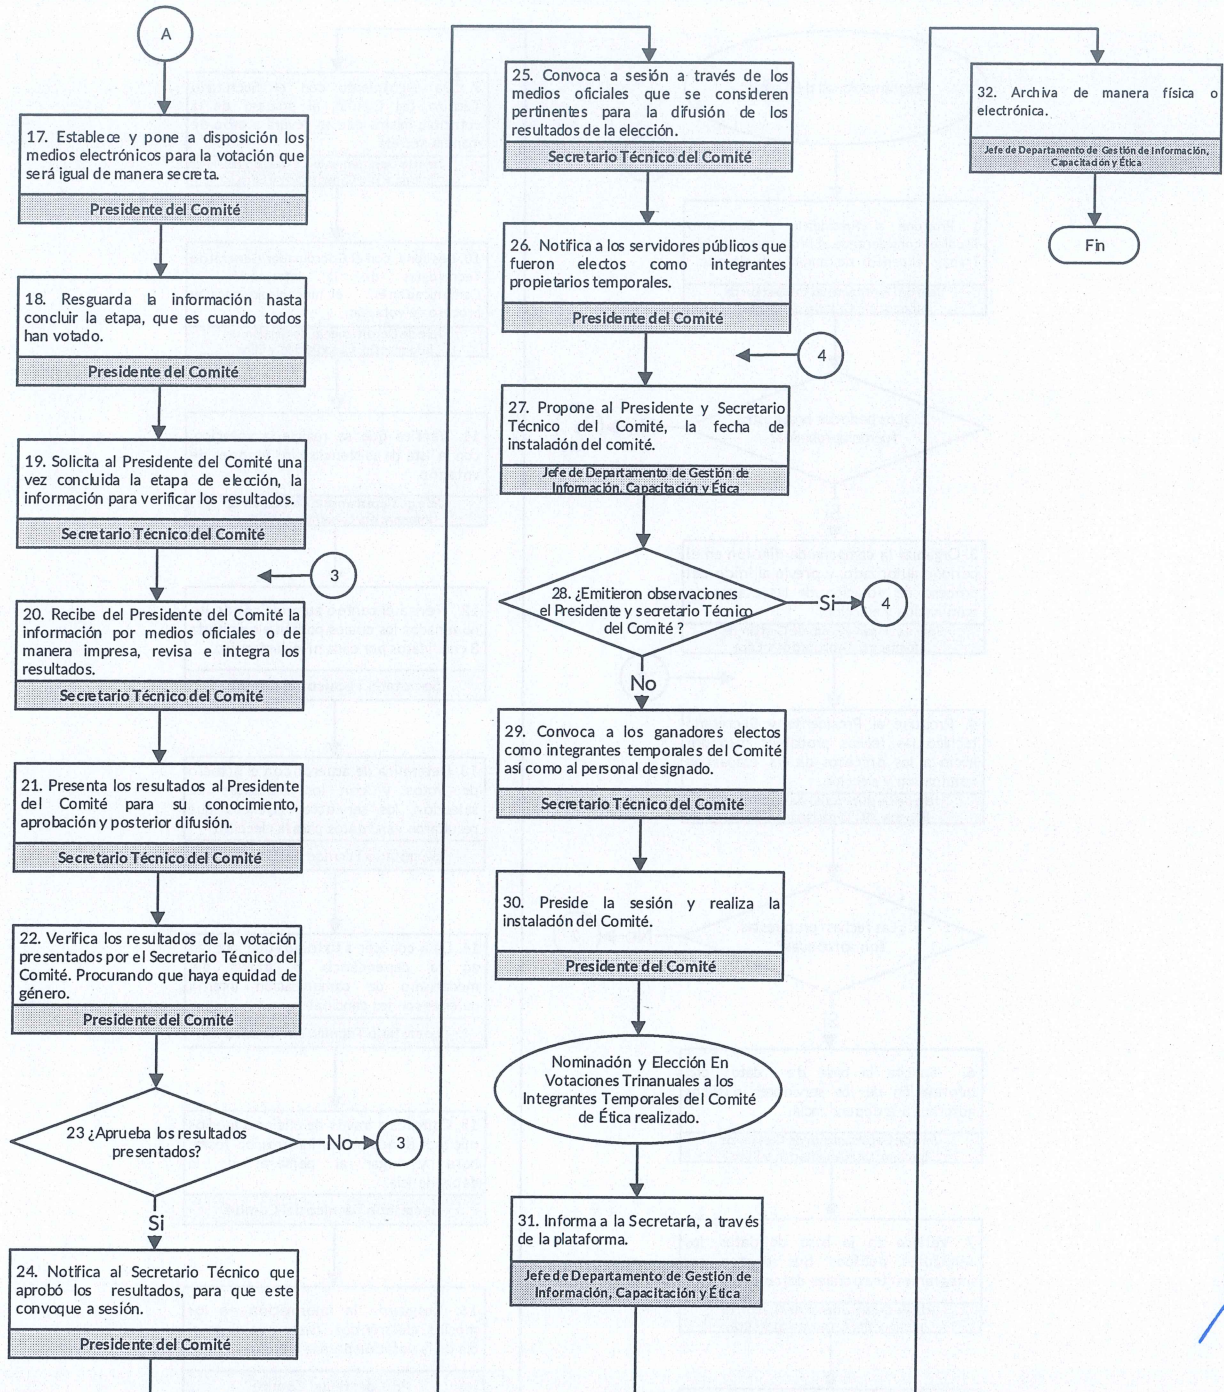 A
17. Establece y pone a disposición los
medios electrónicos para la votación que
será igual de manera secreta.
Presidente del Comité
18. Resguarda la información hasta
concluir la etapa, que es cuando todos
han votado.
Presidente del Comité
19. Solicita al Presidente del Comité una
vez concluida la etapa de elección, la
información para verificar los resultados.
Secretario Técnico del Comité
3
20. Recibe del Presidente del Comité la
información por medios oficiales o de
manera impresa, revisa e integra los
resultados.
Secretario Técnico del Comité
21. Presenta los resultados al Presidente
del Comité para su conocimiento,
aprobación y posterior difusión.
Secretario Técnico del Comité
22. Verifica los resultados de la votación
presentados por el Secretario Técnico del
Comité. Procurando que haya equidad de
género.
Presidente del Comité
23 ¿Aprueba los resultados
presentados?
No
3
Si
24. Notifica al Secretario Técnico que
aprobó los resultados, para que este
convoque a sesión.
Presidente del Comité
25. Convoca a sesión a través de los
medios oficiales que se consideren
pertinentes para la difusión de los
resultados de la elección.
Secretario Técnico del Comité
26. Notifica a los servidores públicos que
fueron electos como integrantes
propietarios temporales.
Presidente del Comité
4
27. Propone al Presidente y Secretario
Técnico del Comité, la fecha de
instalación del comité.
Jefe de Departamento de Gestión de
Información, Capacitación y Ética
28. ¿Emitieron observaciones
el Presidente y secretario Técnico
del Comité ?
Si
4
No
29. Convoca a los ganadores electos
como integrantes temporales del Comité
así como al personal designado.
Secretario Técnico del Comité
30. Preside la sesión y realiza la
instalación del Comité.
Presidente del Comité
Nominación y Elección En
Votaciones Trinanuales a los
Integrantes Temporales del Comité
de Ética realizado.
31. Informa a la Secretaría, a través
de la plataforma.
Jefe de Departamento de Gestión de
Información, Capacitación y Ética
32. Archiva de manera física o
electrónica.
Jefe de Departamento de Gestión de Información,
Capacitación y Ética
Fin